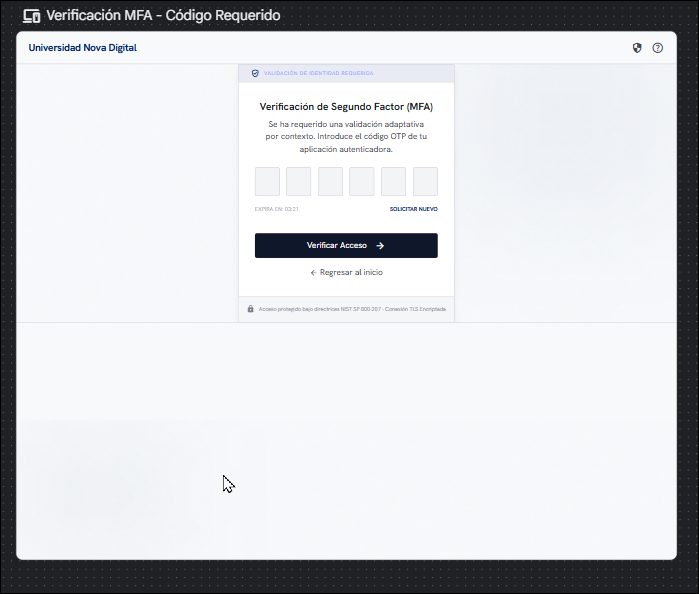 Verificación MFA - Código Requerido
Universidad Nova Digital
VALIDACIÓN DE IDENTIDAD REQUERIDA
Verificación de Segundo Factor (MFA)
Se ha requerido una validación adaptativa
por contexto. Introduce el código OTP de tu
aplicación autenticadora.
EXPIRA EN: 03:21
SOLICITAR NUEVO
Verificar Acceso →
← Regresar al inicio
Acceso protegido bajo directrices NIST SP 800-207 - Conexión TLS Encriptada